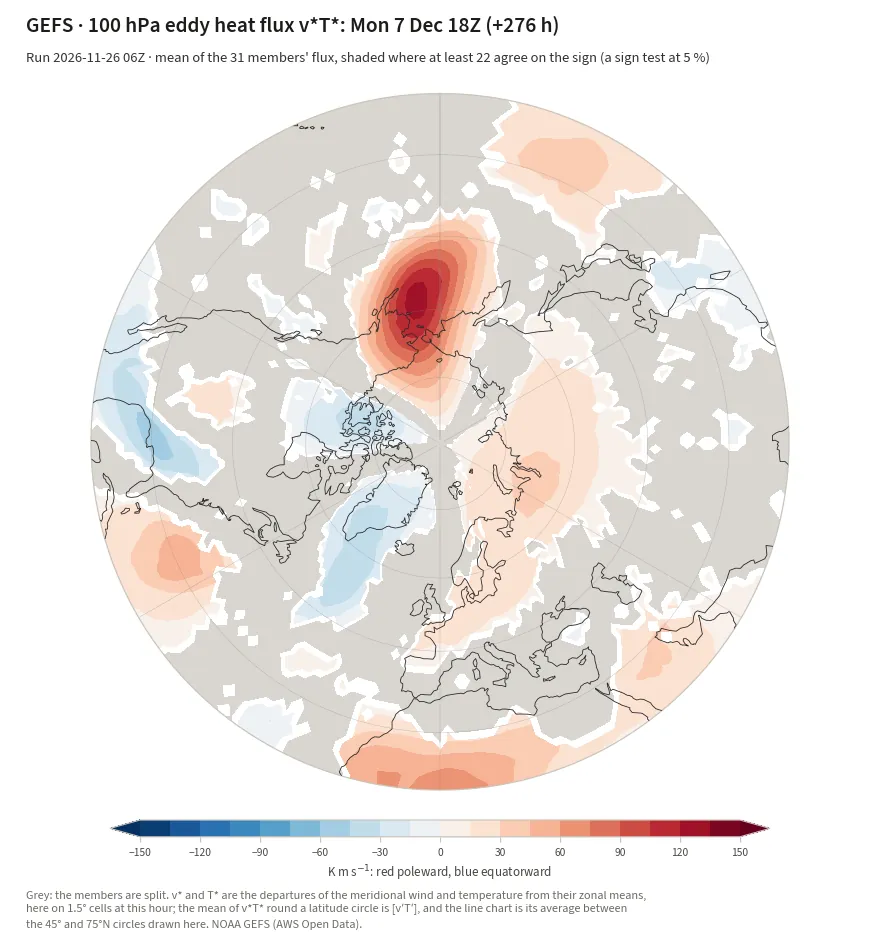 GEFS · 100 hPa eddy heat flux v*T*: Mon 7 Dec 18Z (+276 h)
Run 2026-11-26 06Z · mean of the 31 members' flux, shaded where at least 22 agree on the sign (a sign test at 5 %)
−150 −120 −90 −60 −30 0 30 60 90 120 150
K m s⁻¹: red poleward, blue equatorward
Grey: the members are split. v* and T* are the departures of the meridional wind and temperature from their zonal means,
here on 1.5° cells at this hour; the mean of v*T* round a latitude circle is [v′T′], and the line chart is its average between
the 45° and 75°N circles drawn here. NOAA GEFS (AWS Open Data).